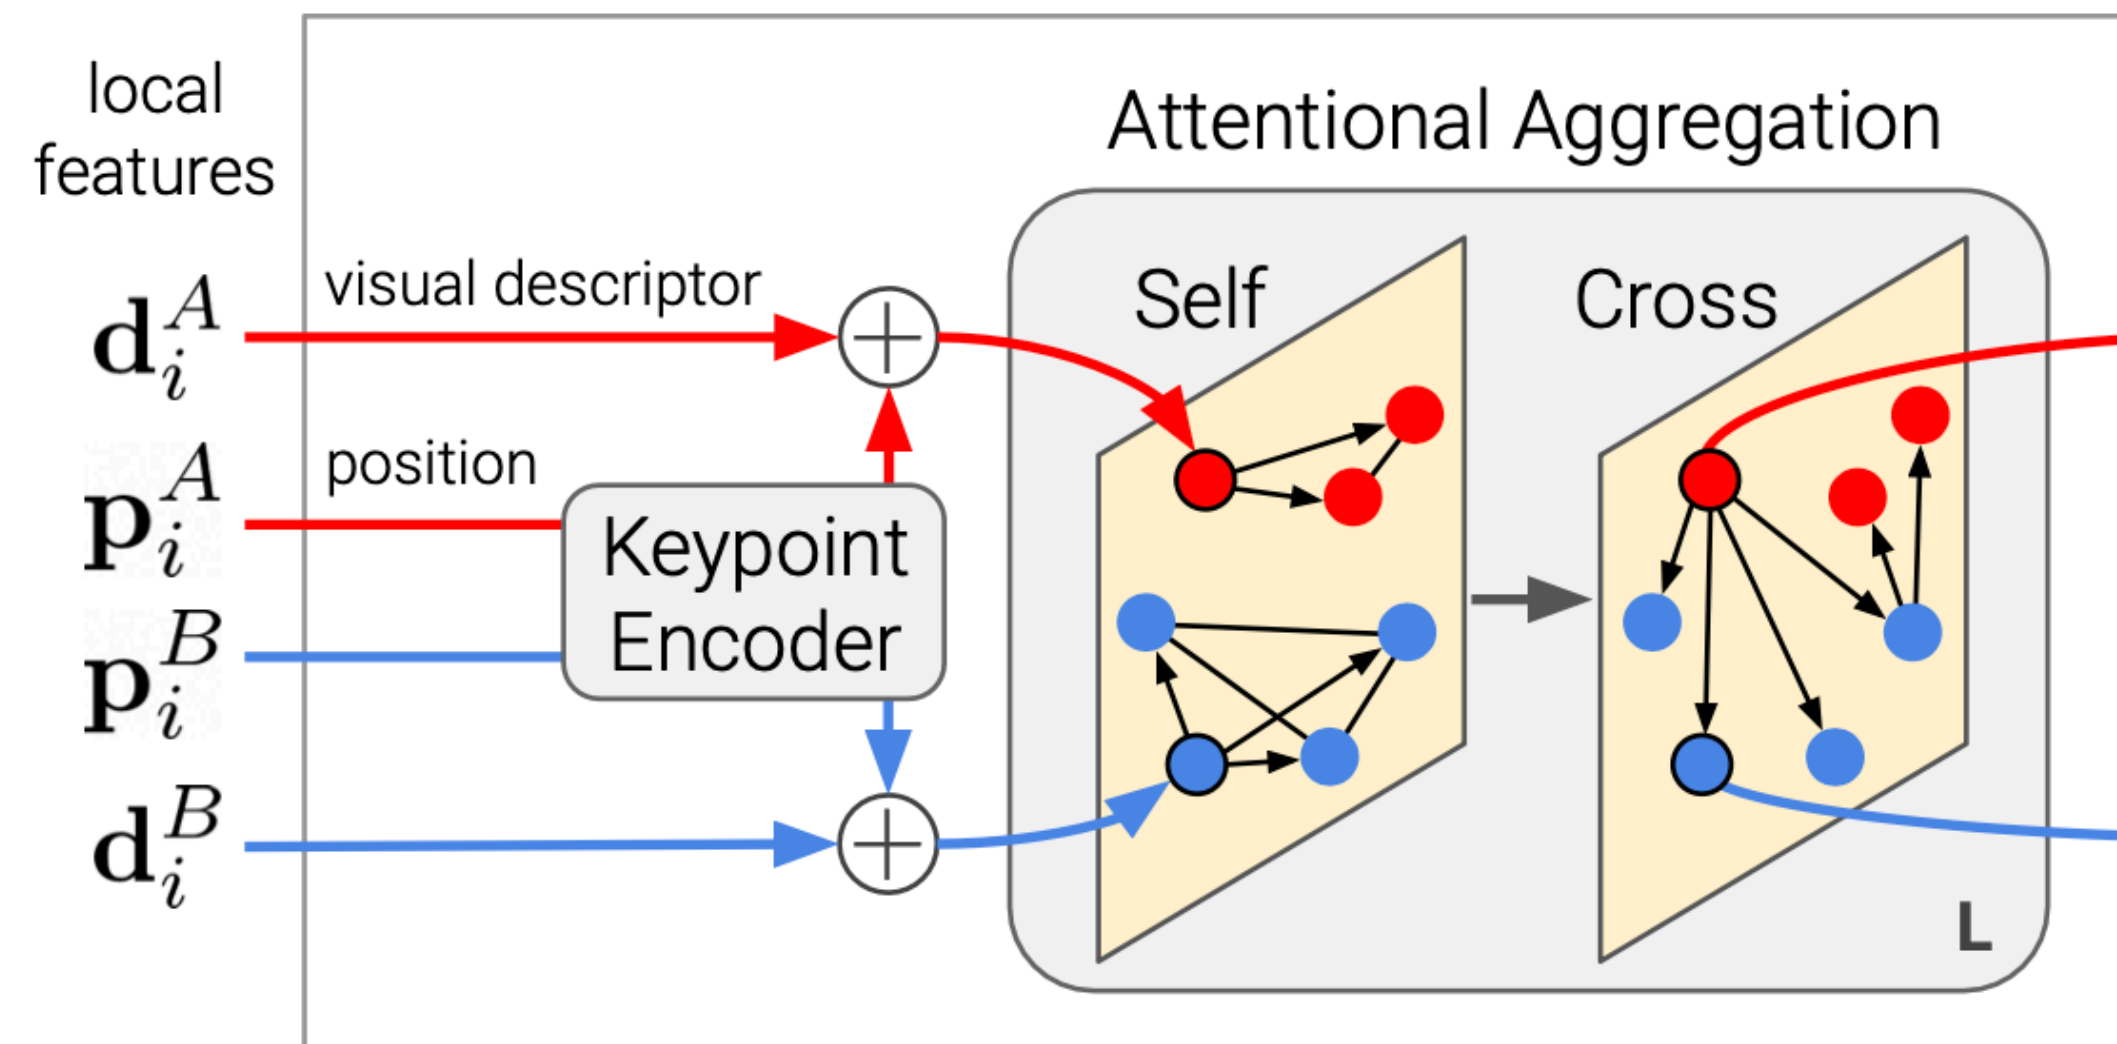 local
features
Attentional Aggregation
visual descriptor
Self
Cross
d_i^A
position
p_i^A
Keypoint
Encoder
p_i^B
d_i^B
L